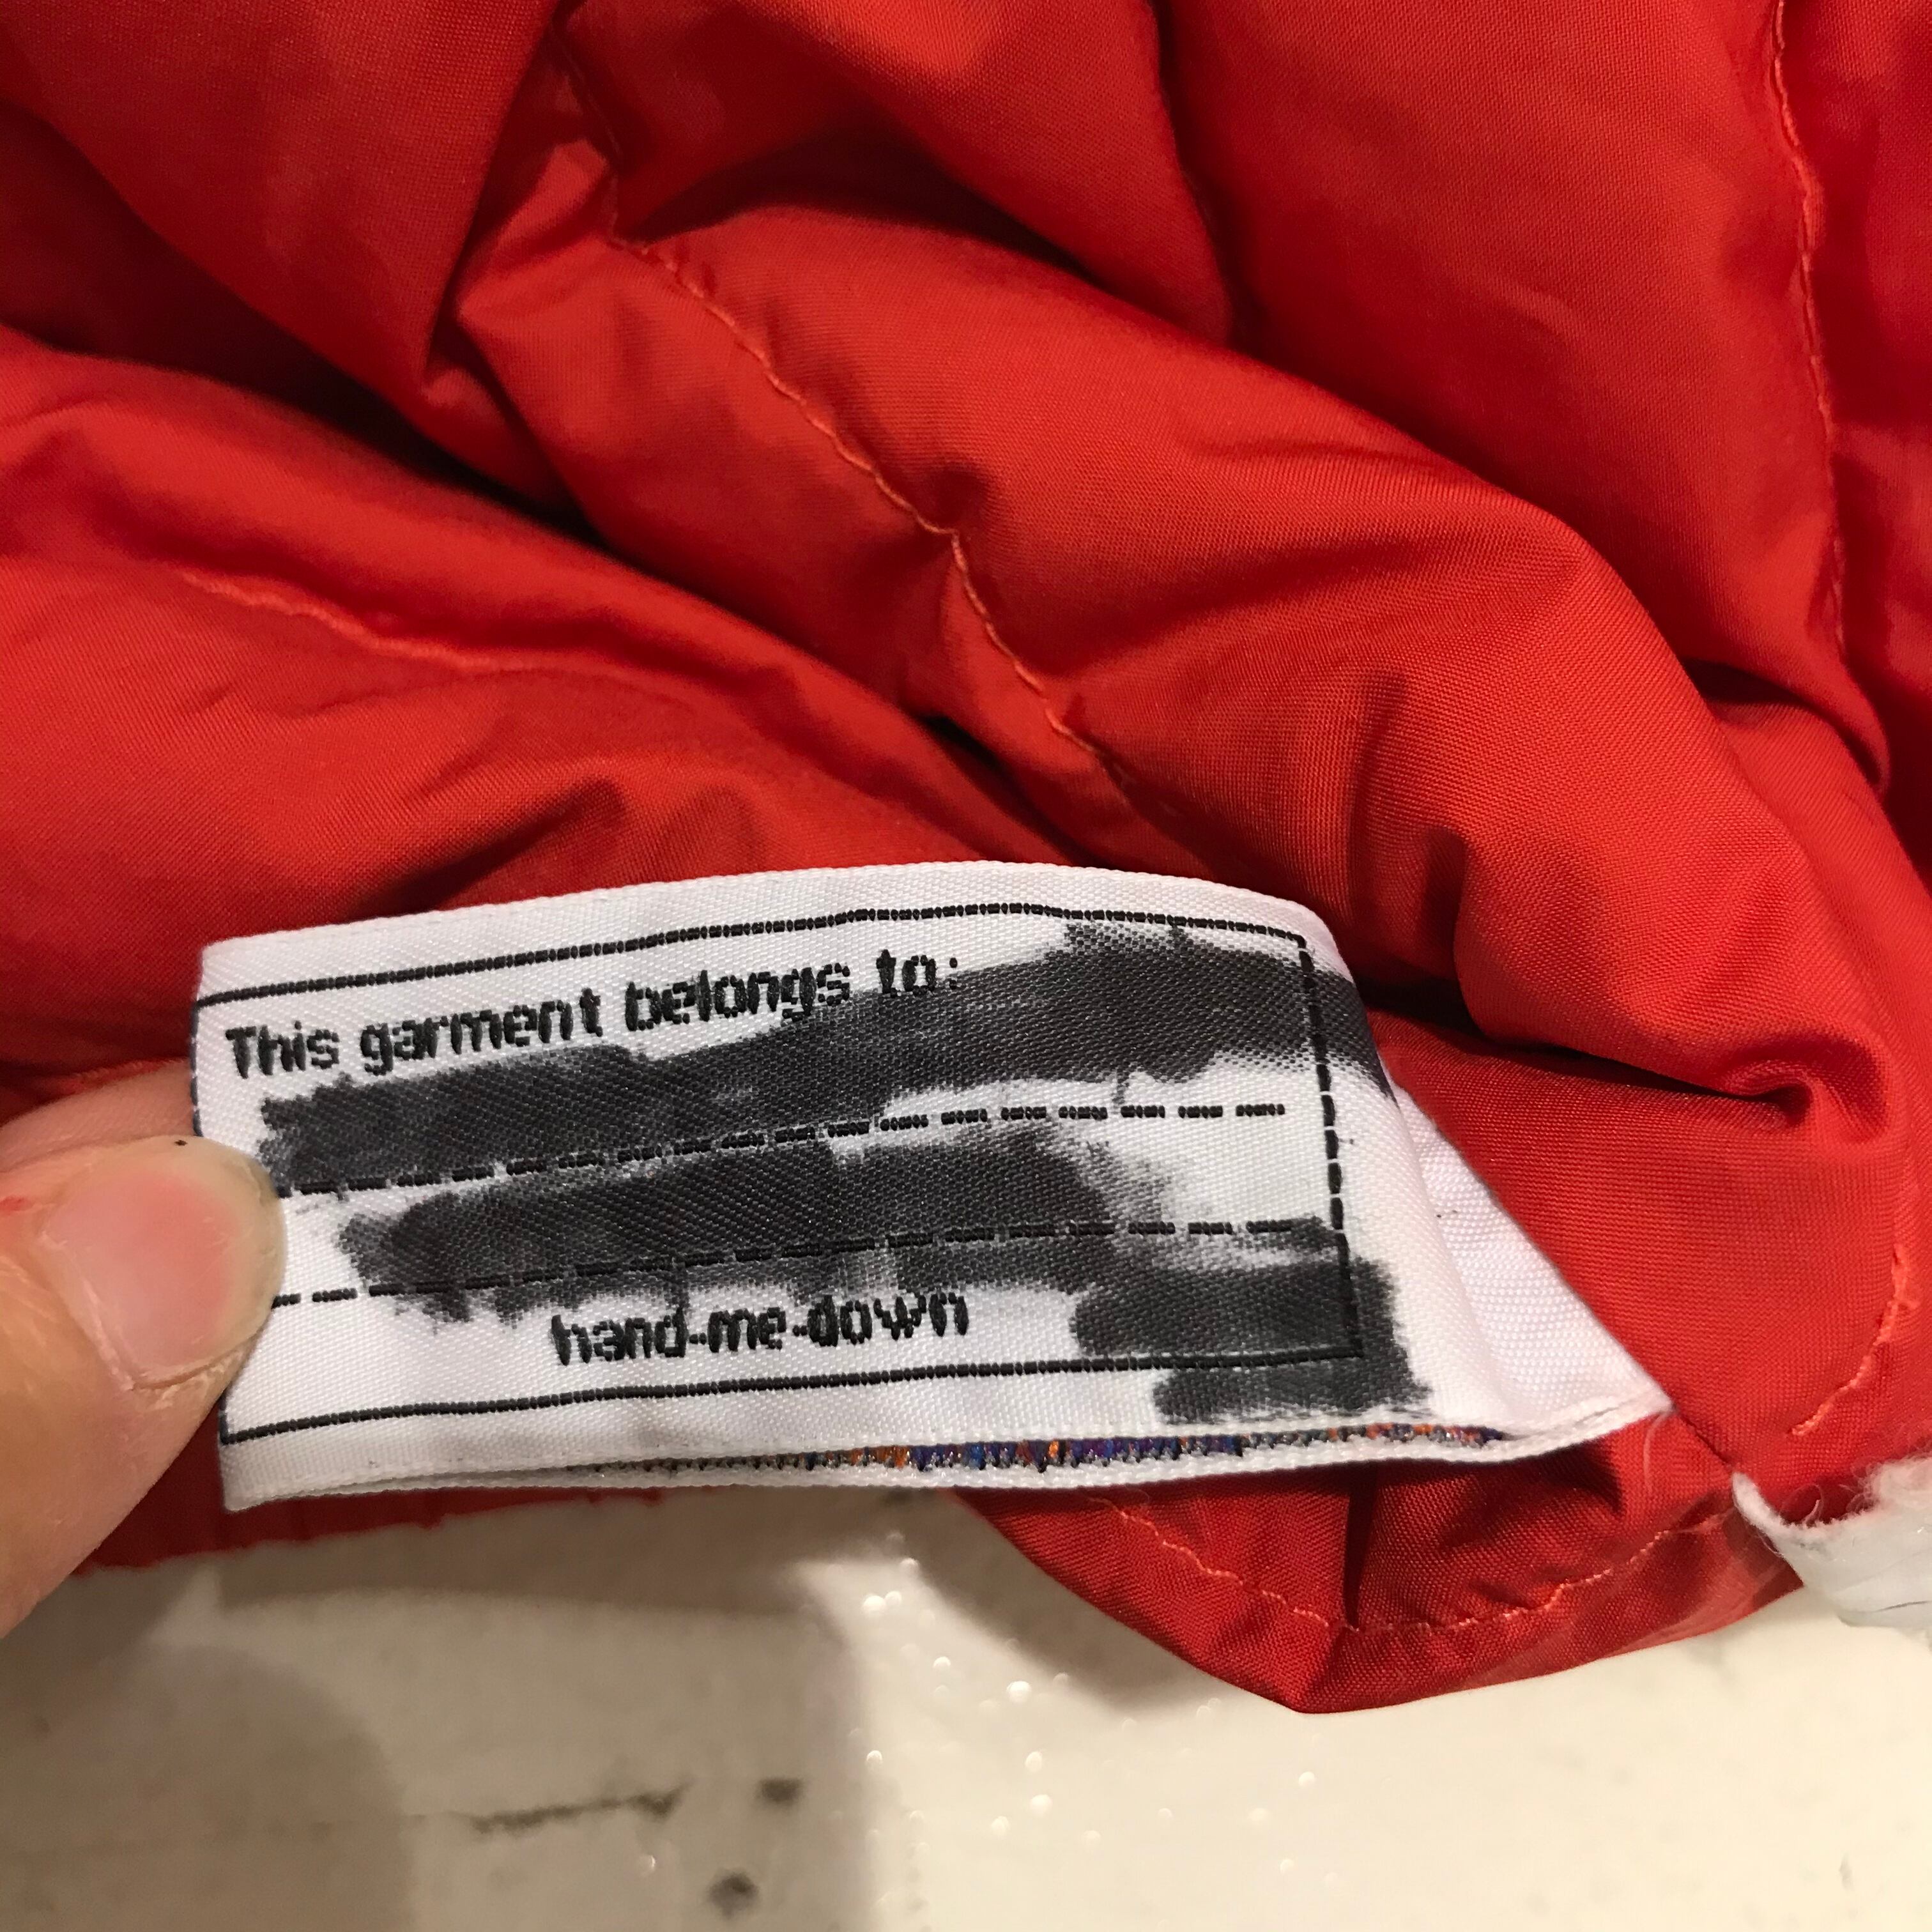 This garment belongs to:
hand-me-down